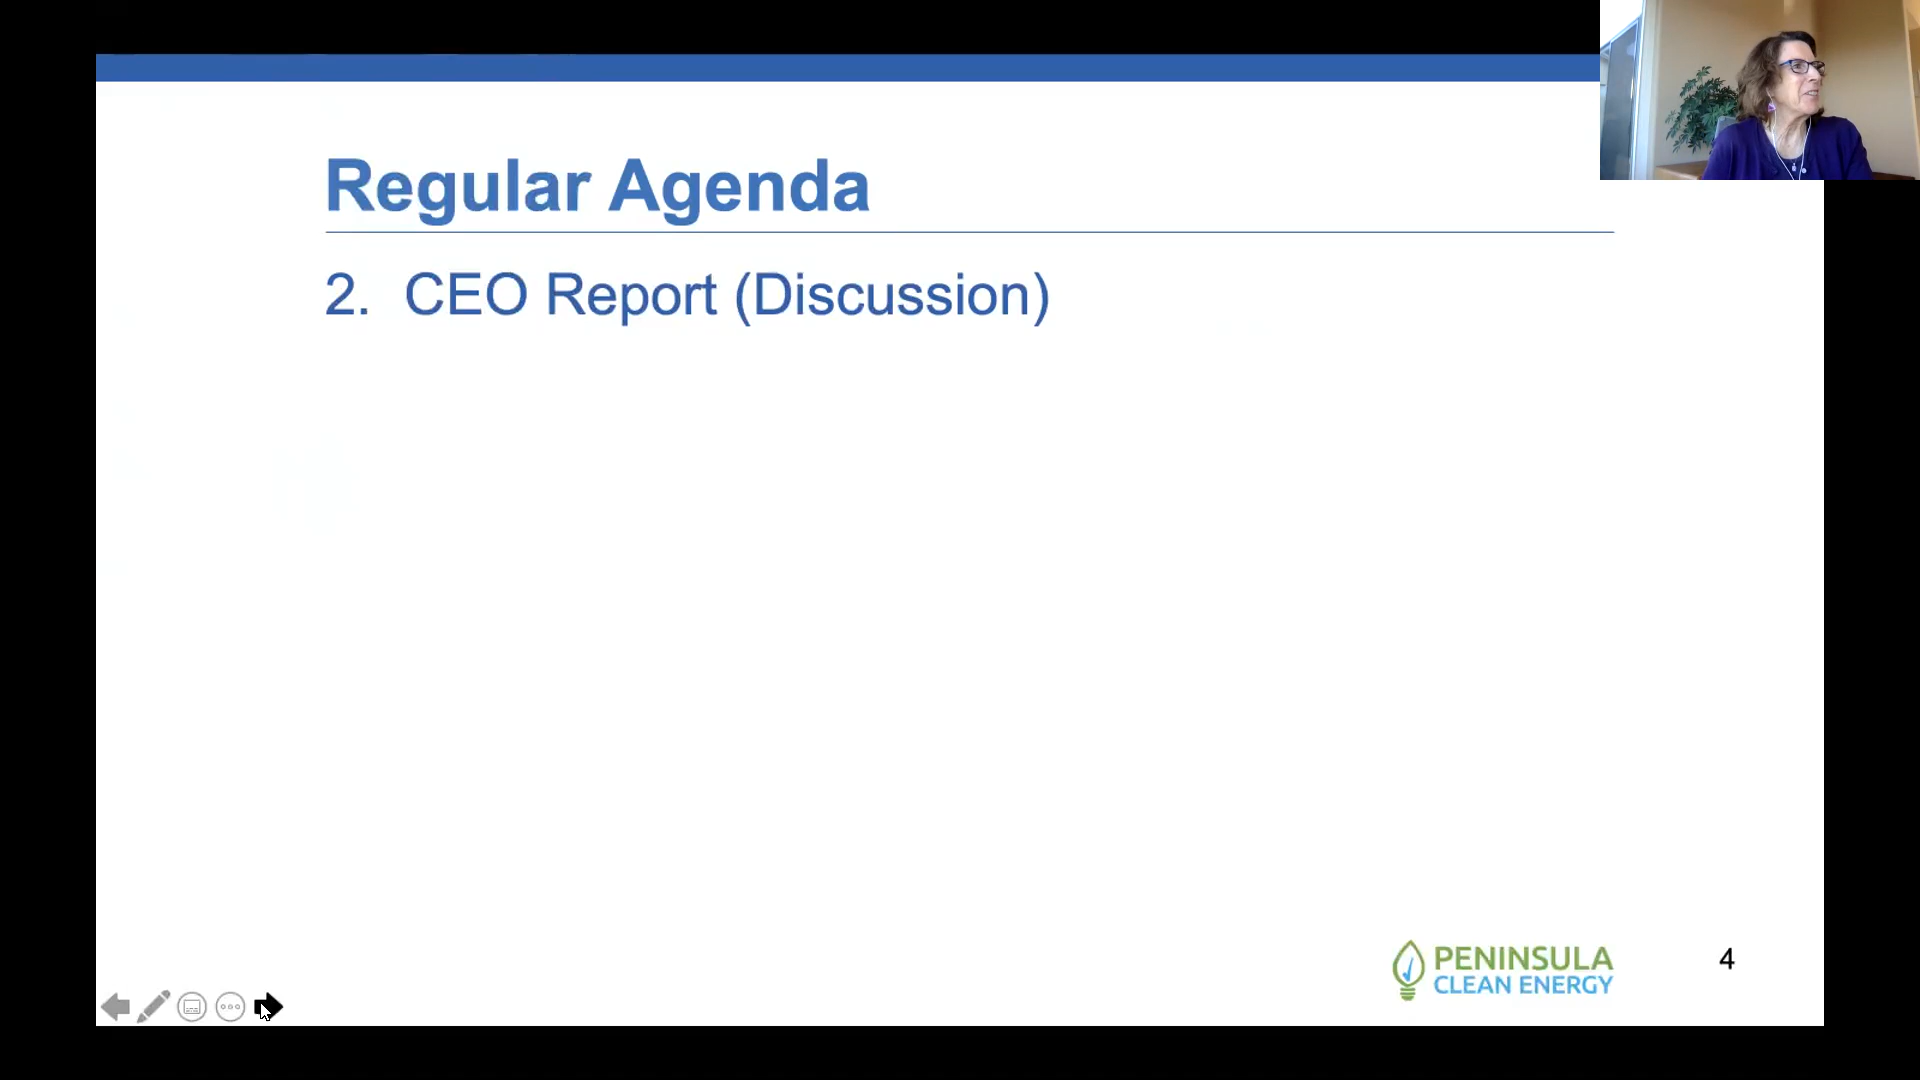 Regular Agenda
2. CEO Report (Discussion)
PENINSULA
CLEAN ENERGY
4